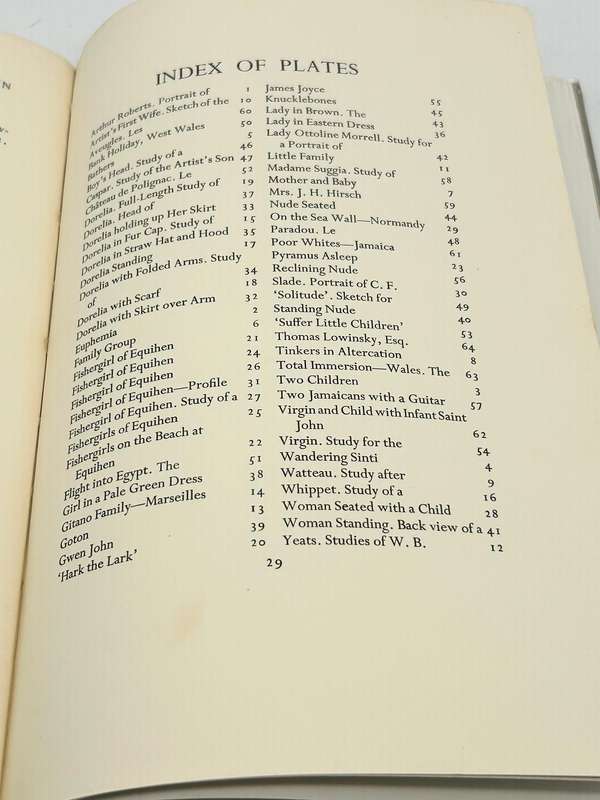 N
w-
INDEX OF PLATES
Arthur Roberts. Portrait of 1
Artist's First Wife. Sketch of the 10
Aveugles. Les 60
Bank Holiday, West Wales 50
Bathers 5
Boy's Head. Study of a 46
Caspar. Study of the Artist's Son 47
Château de Polignac. Le 52
Dorelia. Full-Length Study of 19
Dorelia. Head of 37
Dorelia holding up Her Skirt 33
Dorelia in Fur Cap. Study of 15
Dorelia in Straw Hat and Hood 35
Dorelia Standing 17
Dorelia with Folded Arms. Study
of 34
Dorelia with Scarf 18
Dorelia with Skirt over Arm 32
Euphemia 2
Family Group 6
Fishergirl of Equihen 21
Fishergirl of Equihen 24
Fishergirl of Equihen 26
Fishergirl of Equihen—Profile 31
Fishergirl of Equihen. Study of a 27
Fishergirls of Equihen 25
Fishergirls on the Beach at
Equihen 22
Flight into Egypt. The 51
Girl in a Pale Green Dress 38
Gitano Family—Marseilles 14
Goton 13
Gwen John 39
'Hark the Lark' 20
James Joyce 55
Knucklebones 45
Lady in Brown. The 43
Lady in Eastern Dress 36
Lady Ottoline Morrell. Study for
a Portrait of 42
Little Family 11
Madame Suggia. Study of 58
Mother and Baby 7
Mrs. J. H. Hirsch 59
Nude Seated 44
On the Sea Wall—Normandy 29
Paradou. Le 48
Poor Whites—Jamaica 61
Pyramus Asleep 23
Reclining Nude 56
Slade. Portrait of C. F. 30
'Solitude'. Sketch for 49
Standing Nude 40
'Suffer Little Children' 53
Thomas Lowinsky, Esq. 64
Tinkers in Altercation 8
Total Immersion—Wales. The 63
Two Children 3
Two Jamaicans with a Guitar 57
Virgin and Child with Infant Saint
John 62
Virgin. Study for the 54
Wandering Sinti 4
Watteau. Study after 9
Whippet. Study of a 16
Woman Seated with a Child 28
Woman Standing. Back view of a 41
Yeats. Studies of W. B. 12
29